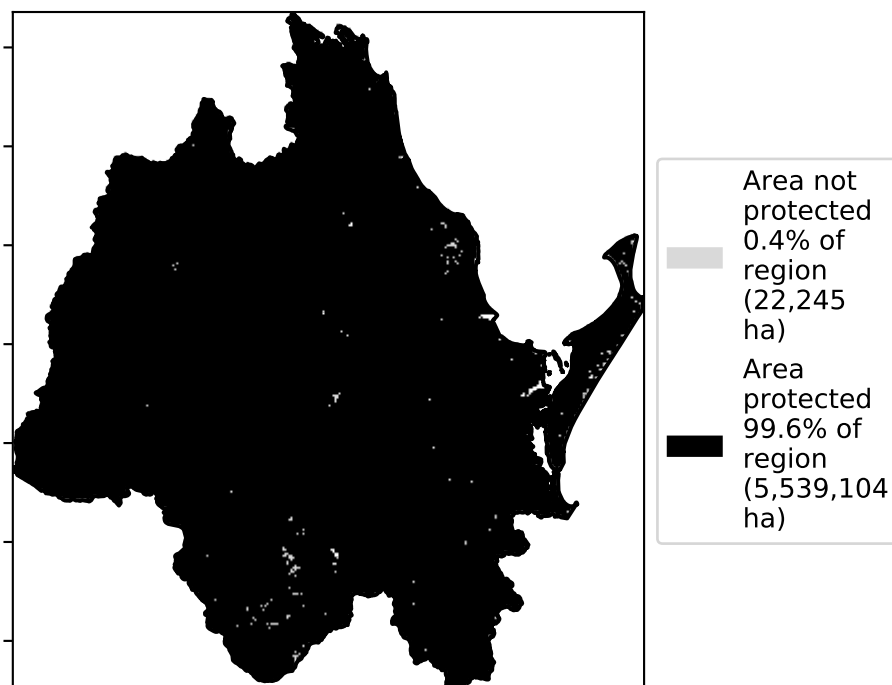 Area not
protected
0.4% of
region
(22,245
ha)
Area
protected
99.6% of
region
(5,539,104
ha)